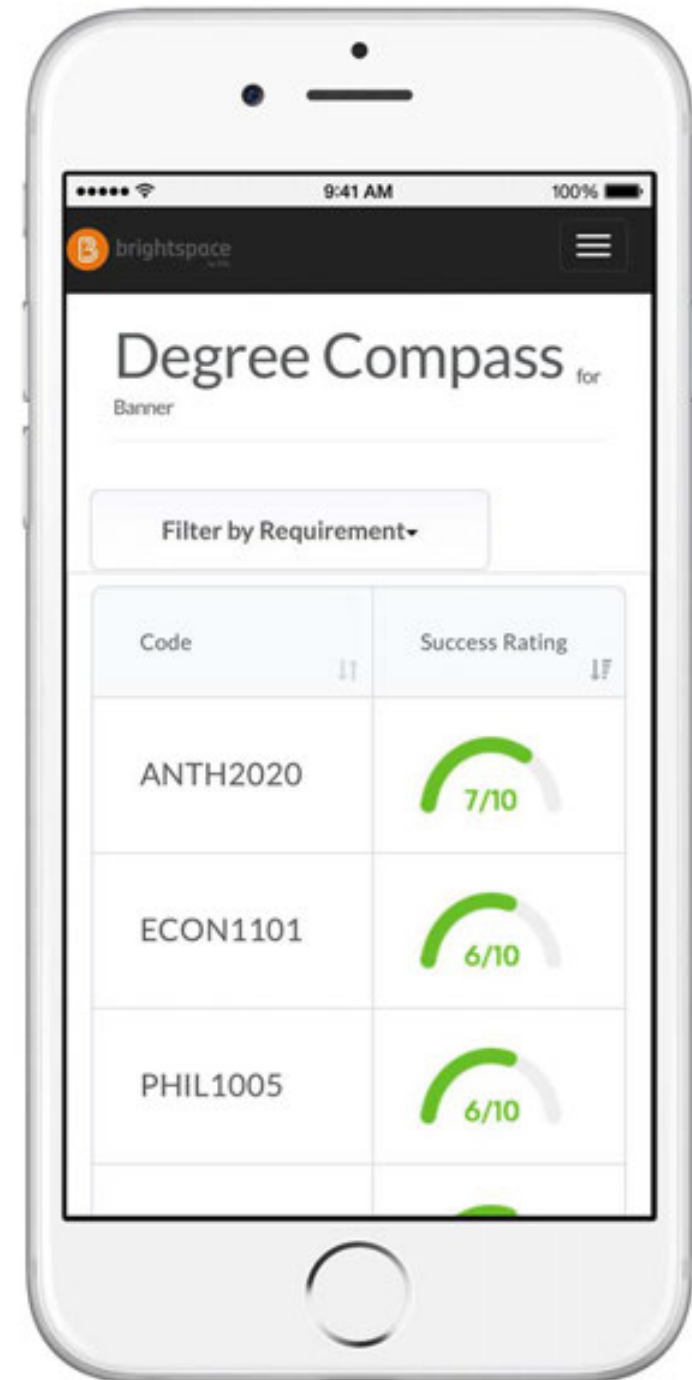 9:41 AM 100%
brightspace
Degree Compass for
Banner
Filter by Requirement
Code Success Rating
ANTH2020 7/10
ECON1101 6/10
PHIL1005 6/10